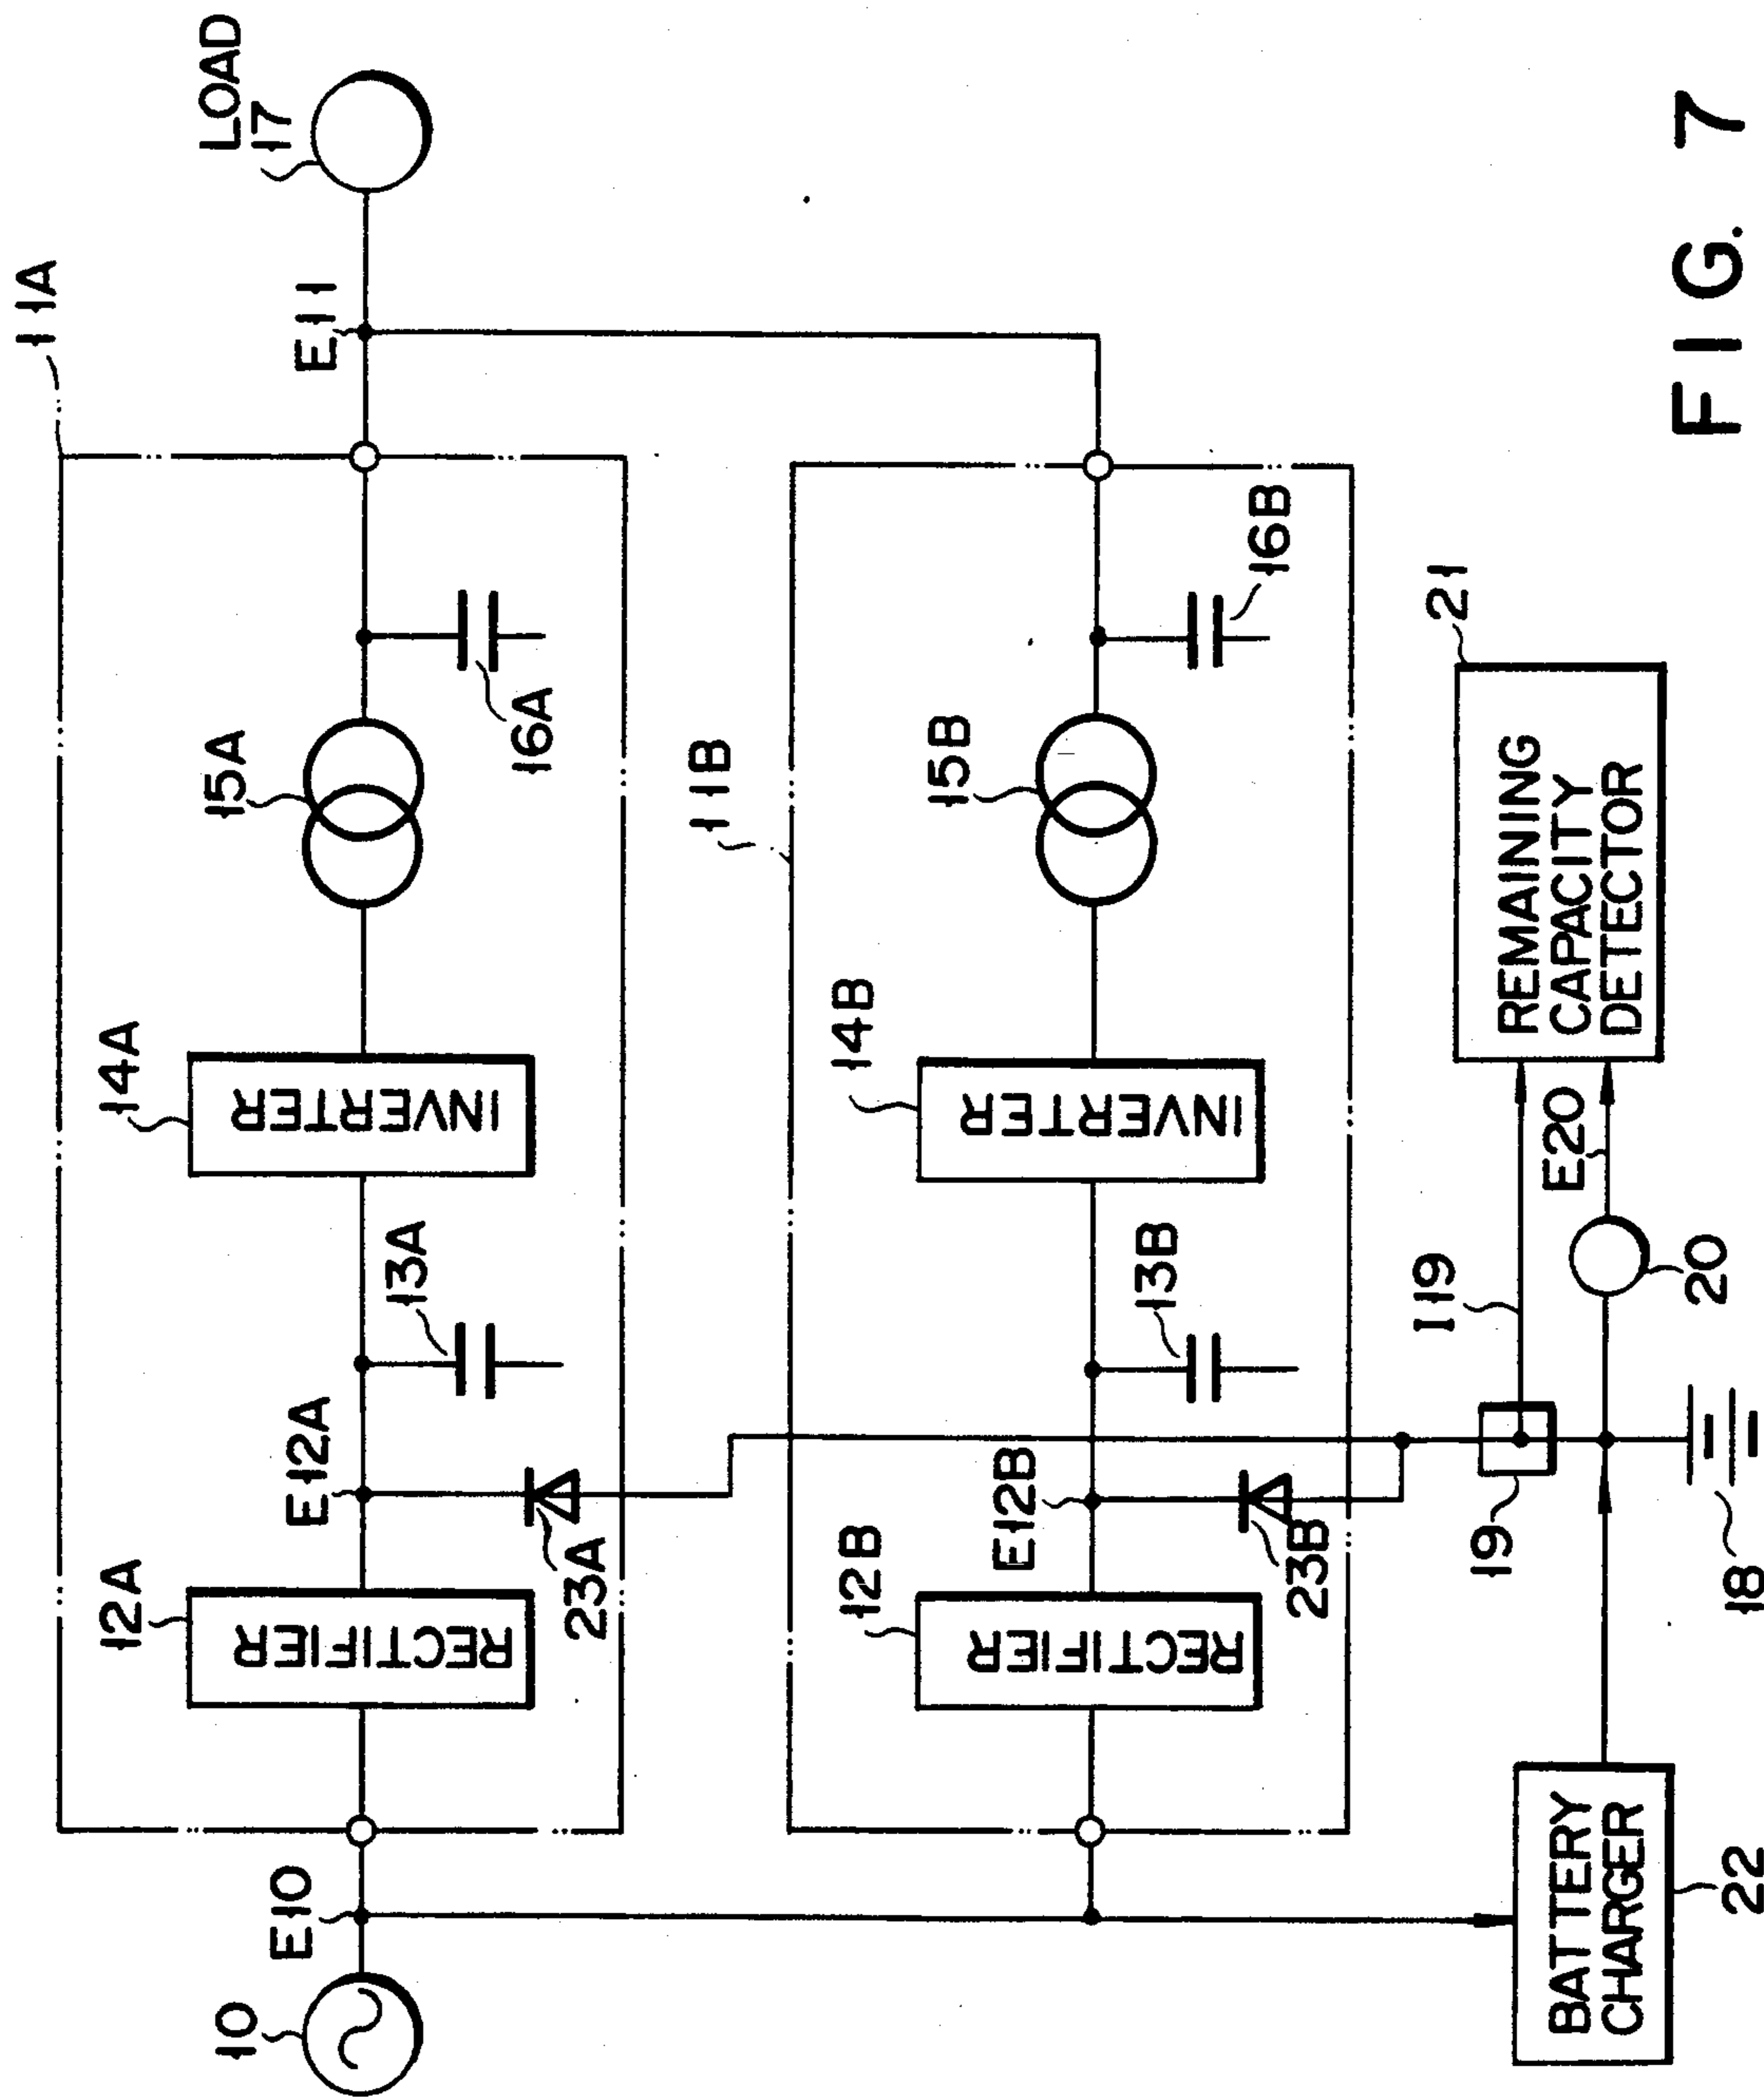 11A
LOAD
17
E11
E10
10
12A
RECTIFIER
E12A
23A
13A
14A
INVERTER
15A
16A
11B
12B
RECTIFIER
E12B
23B
13B
14B
INVERTER
15B
16B
BATTERY
CHARGER
22
18
19
I19
20
E20
REMAINING
CAPACITY
DETECTOR
21
FIG. 7